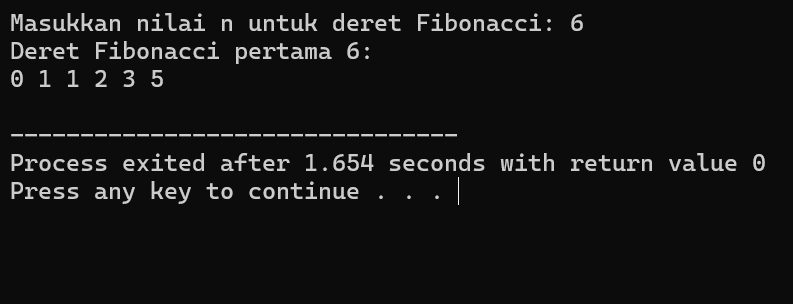 Masukkan nilai n untuk deret Fibonacci: 6
Deret Fibonacci pertama 6:
0 1 1 2 3 5
--------------------------------
Process exited after 1.654 seconds with return value 0
Press any key to continue . . .